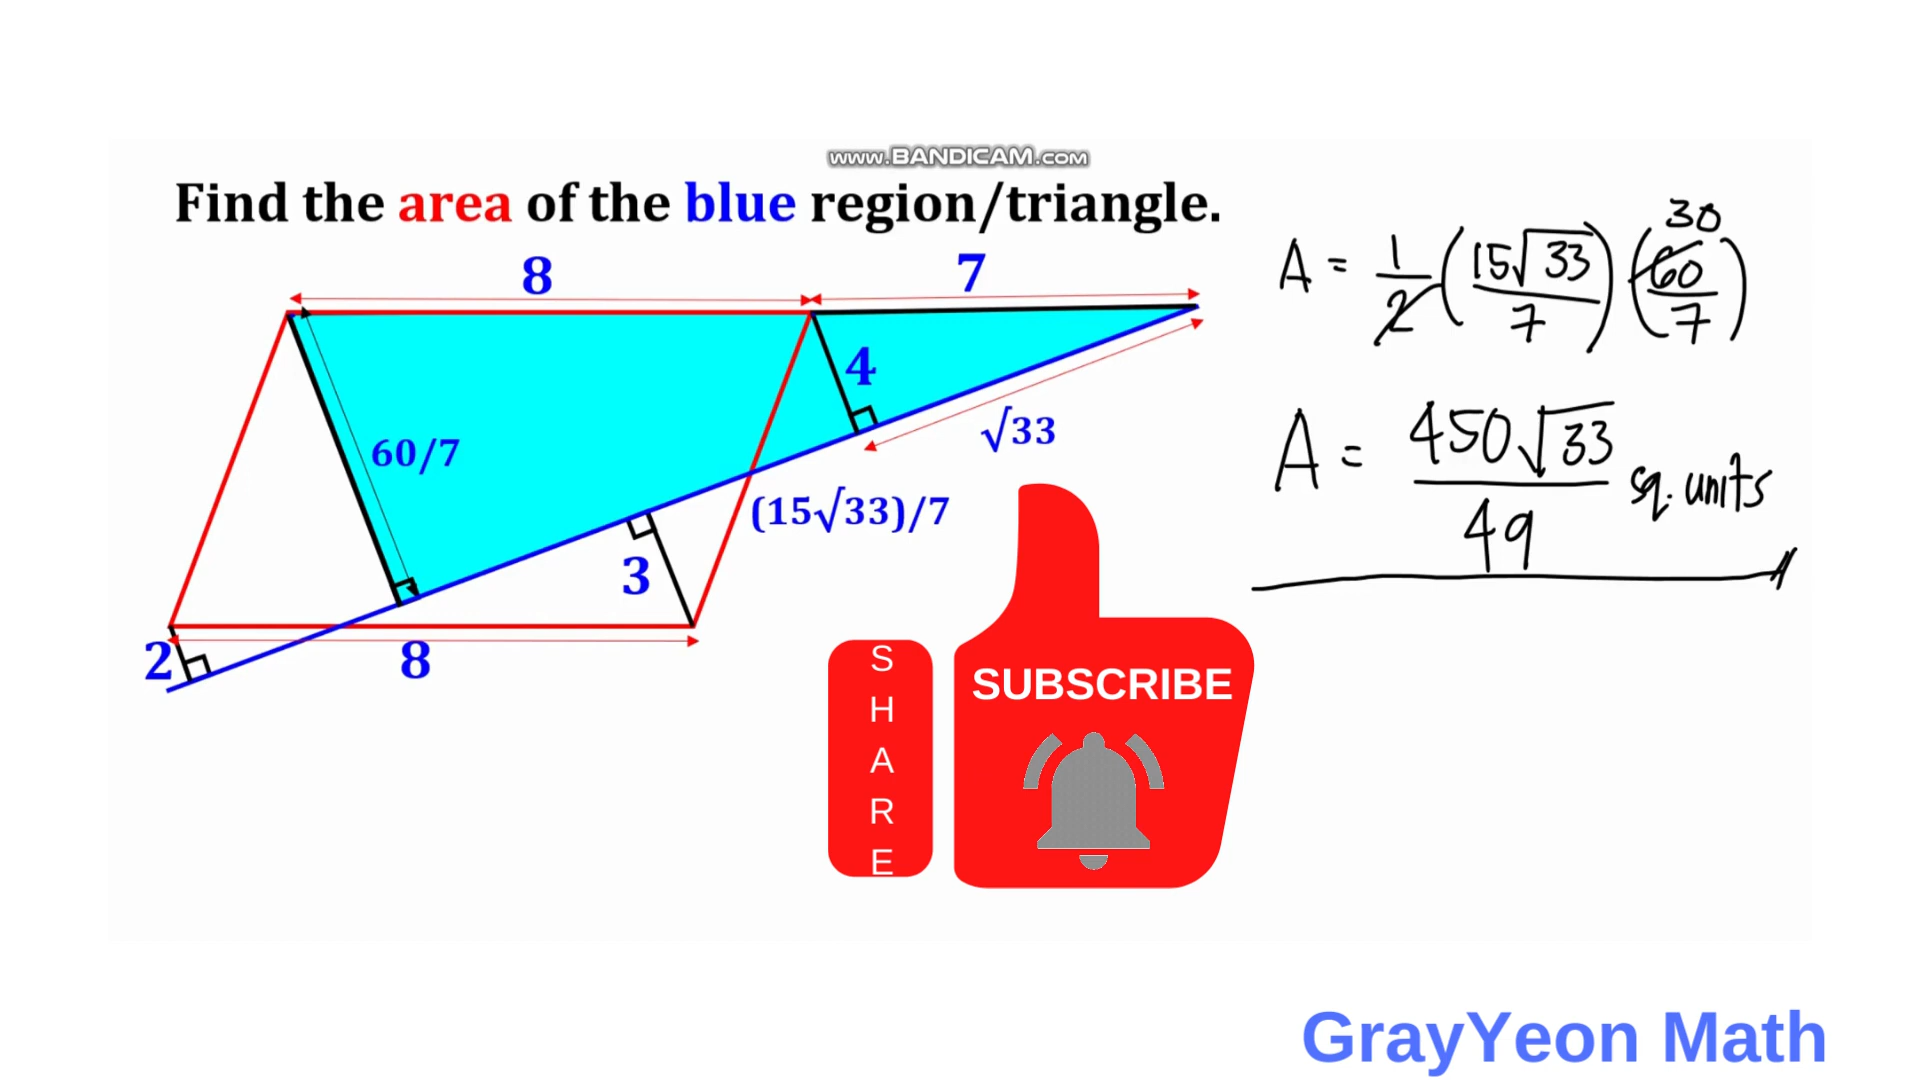 www.BANDICAM.com
Find the area of the blue region/triangle.
8
7
4
60/7
√33
(15√33)/7
3
2
8
A = 1/2 (15√33/7) (60/7) 30
A = 450√33/49 sq. units
SHARE
SUBSCRIBE
GrayYeon Math